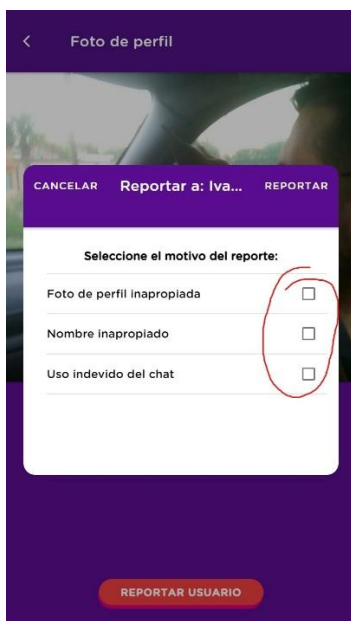 Foto de perfil
CANCELAR Reportar a: Iva... REPORTAR
Seleccione el motivo del reporte:
Foto de perfil inapropiada
Nombre inapropiado
Uso indevido del chat
REPORTAR USUARIO